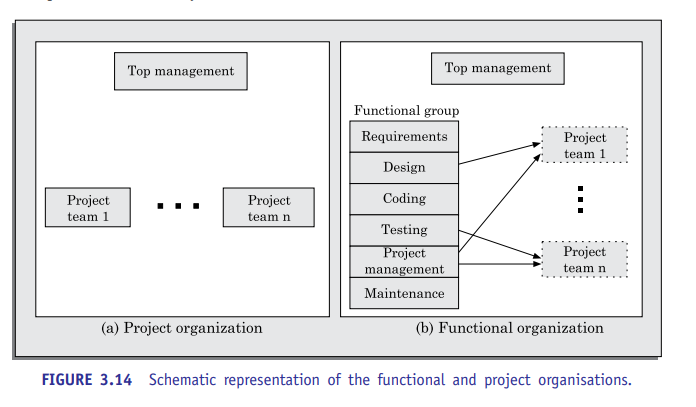 Top management
Project
team 1
Project
team n
(a) Project organization
Top management
Functional group
Requirements
Design
Coding
Testing
Project
management
Maintenance
Project
team 1
Project
team n
(b) Functional organization
FIGURE 3.14 Schematic representation of the functional and project organisations.